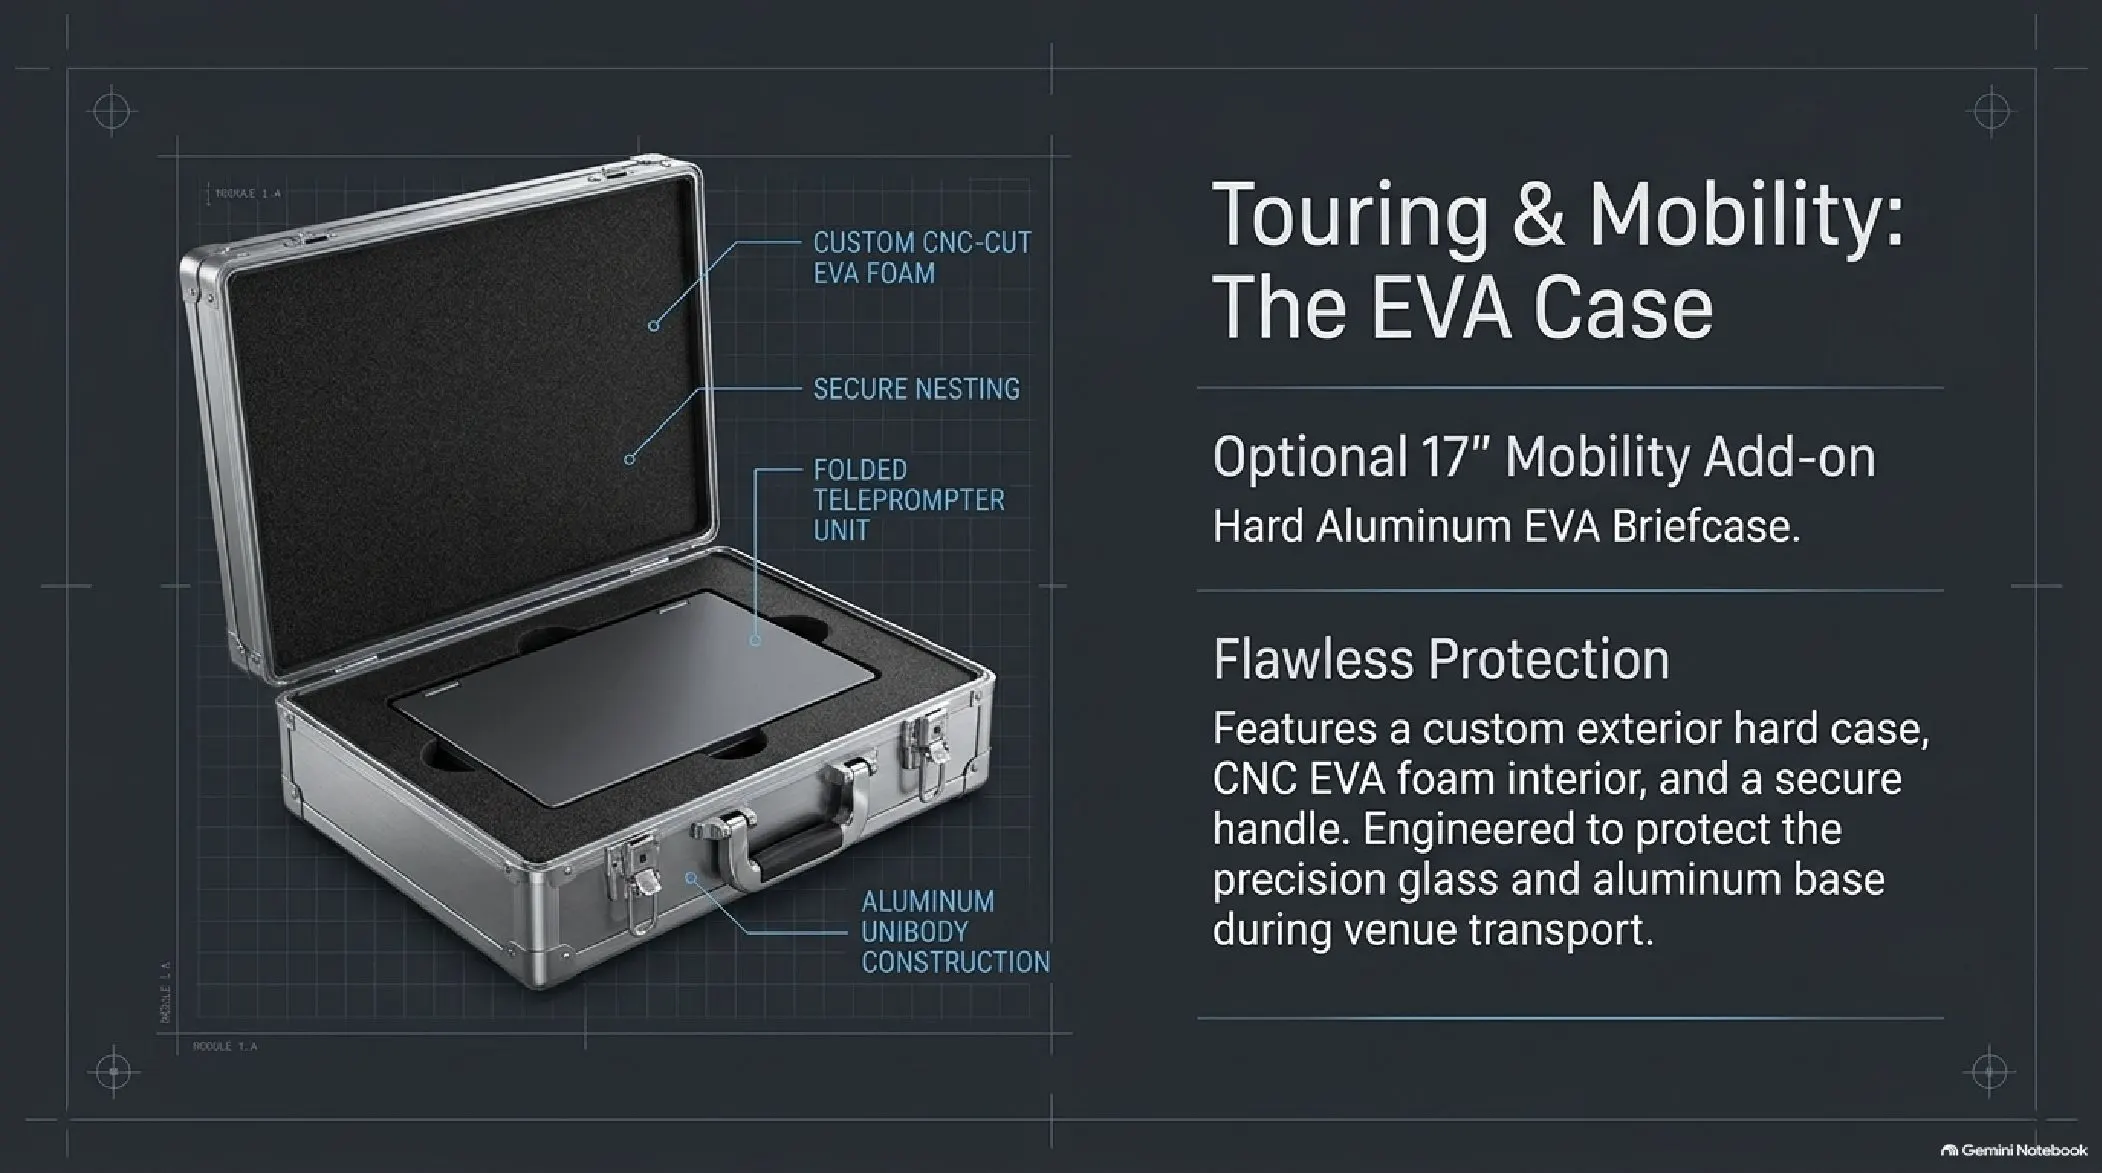 MODULE 1.A
CUSTOM CNC-CUT
EVA FOAM
SECURE NESTING
FOLDED
TELEPROMPTER
UNIT
ALUMINUM
UNIBODY
CONSTRUCTION
Touring & Mobility:
The EVA Case
Optional 17" Mobility Add-on
Hard Aluminum EVA Briefcase.
Flawless Protection
Features a custom exterior hard case,
CNC EVA foam interior, and a secure
handle. Engineered to protect the
precision glass and aluminum base
during venue transport.
Gemini Notebook